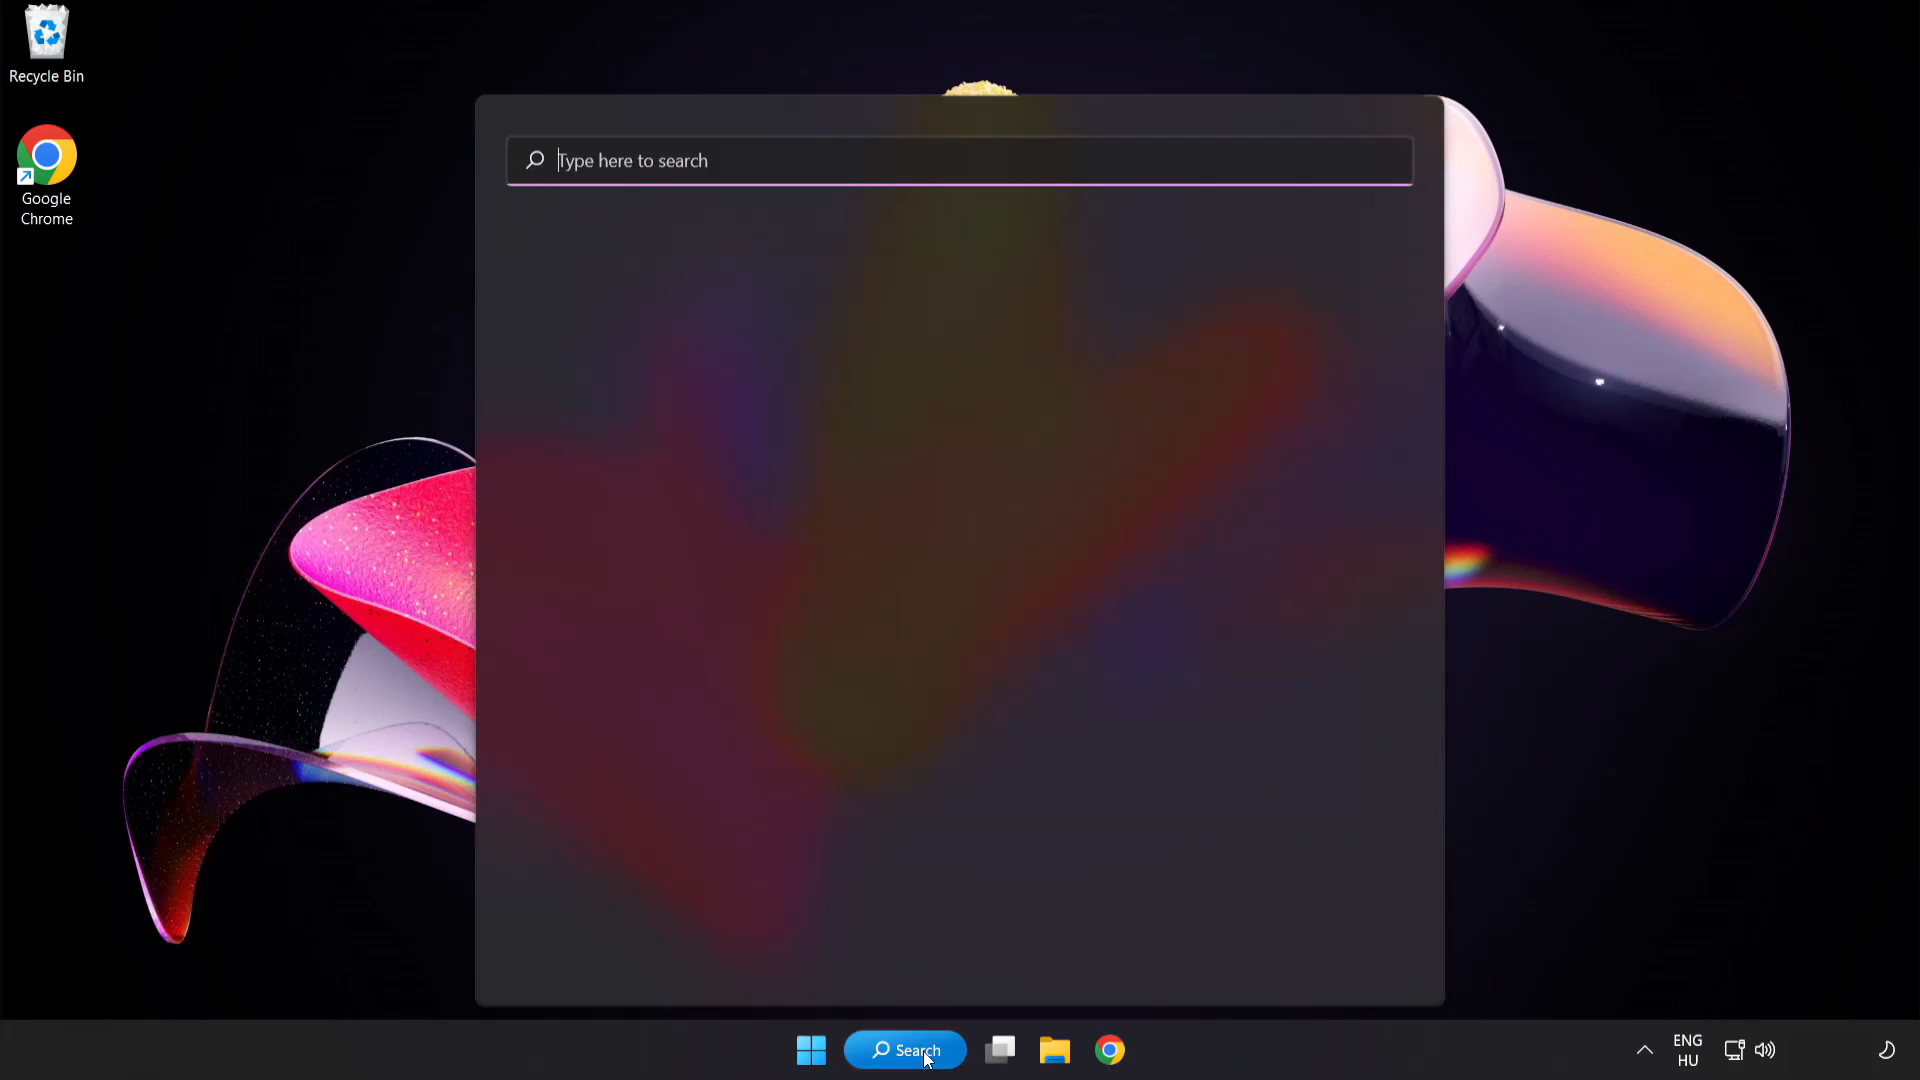 Recycle Bin
Google
Chrome
Type here to search
Search
ENG
HU